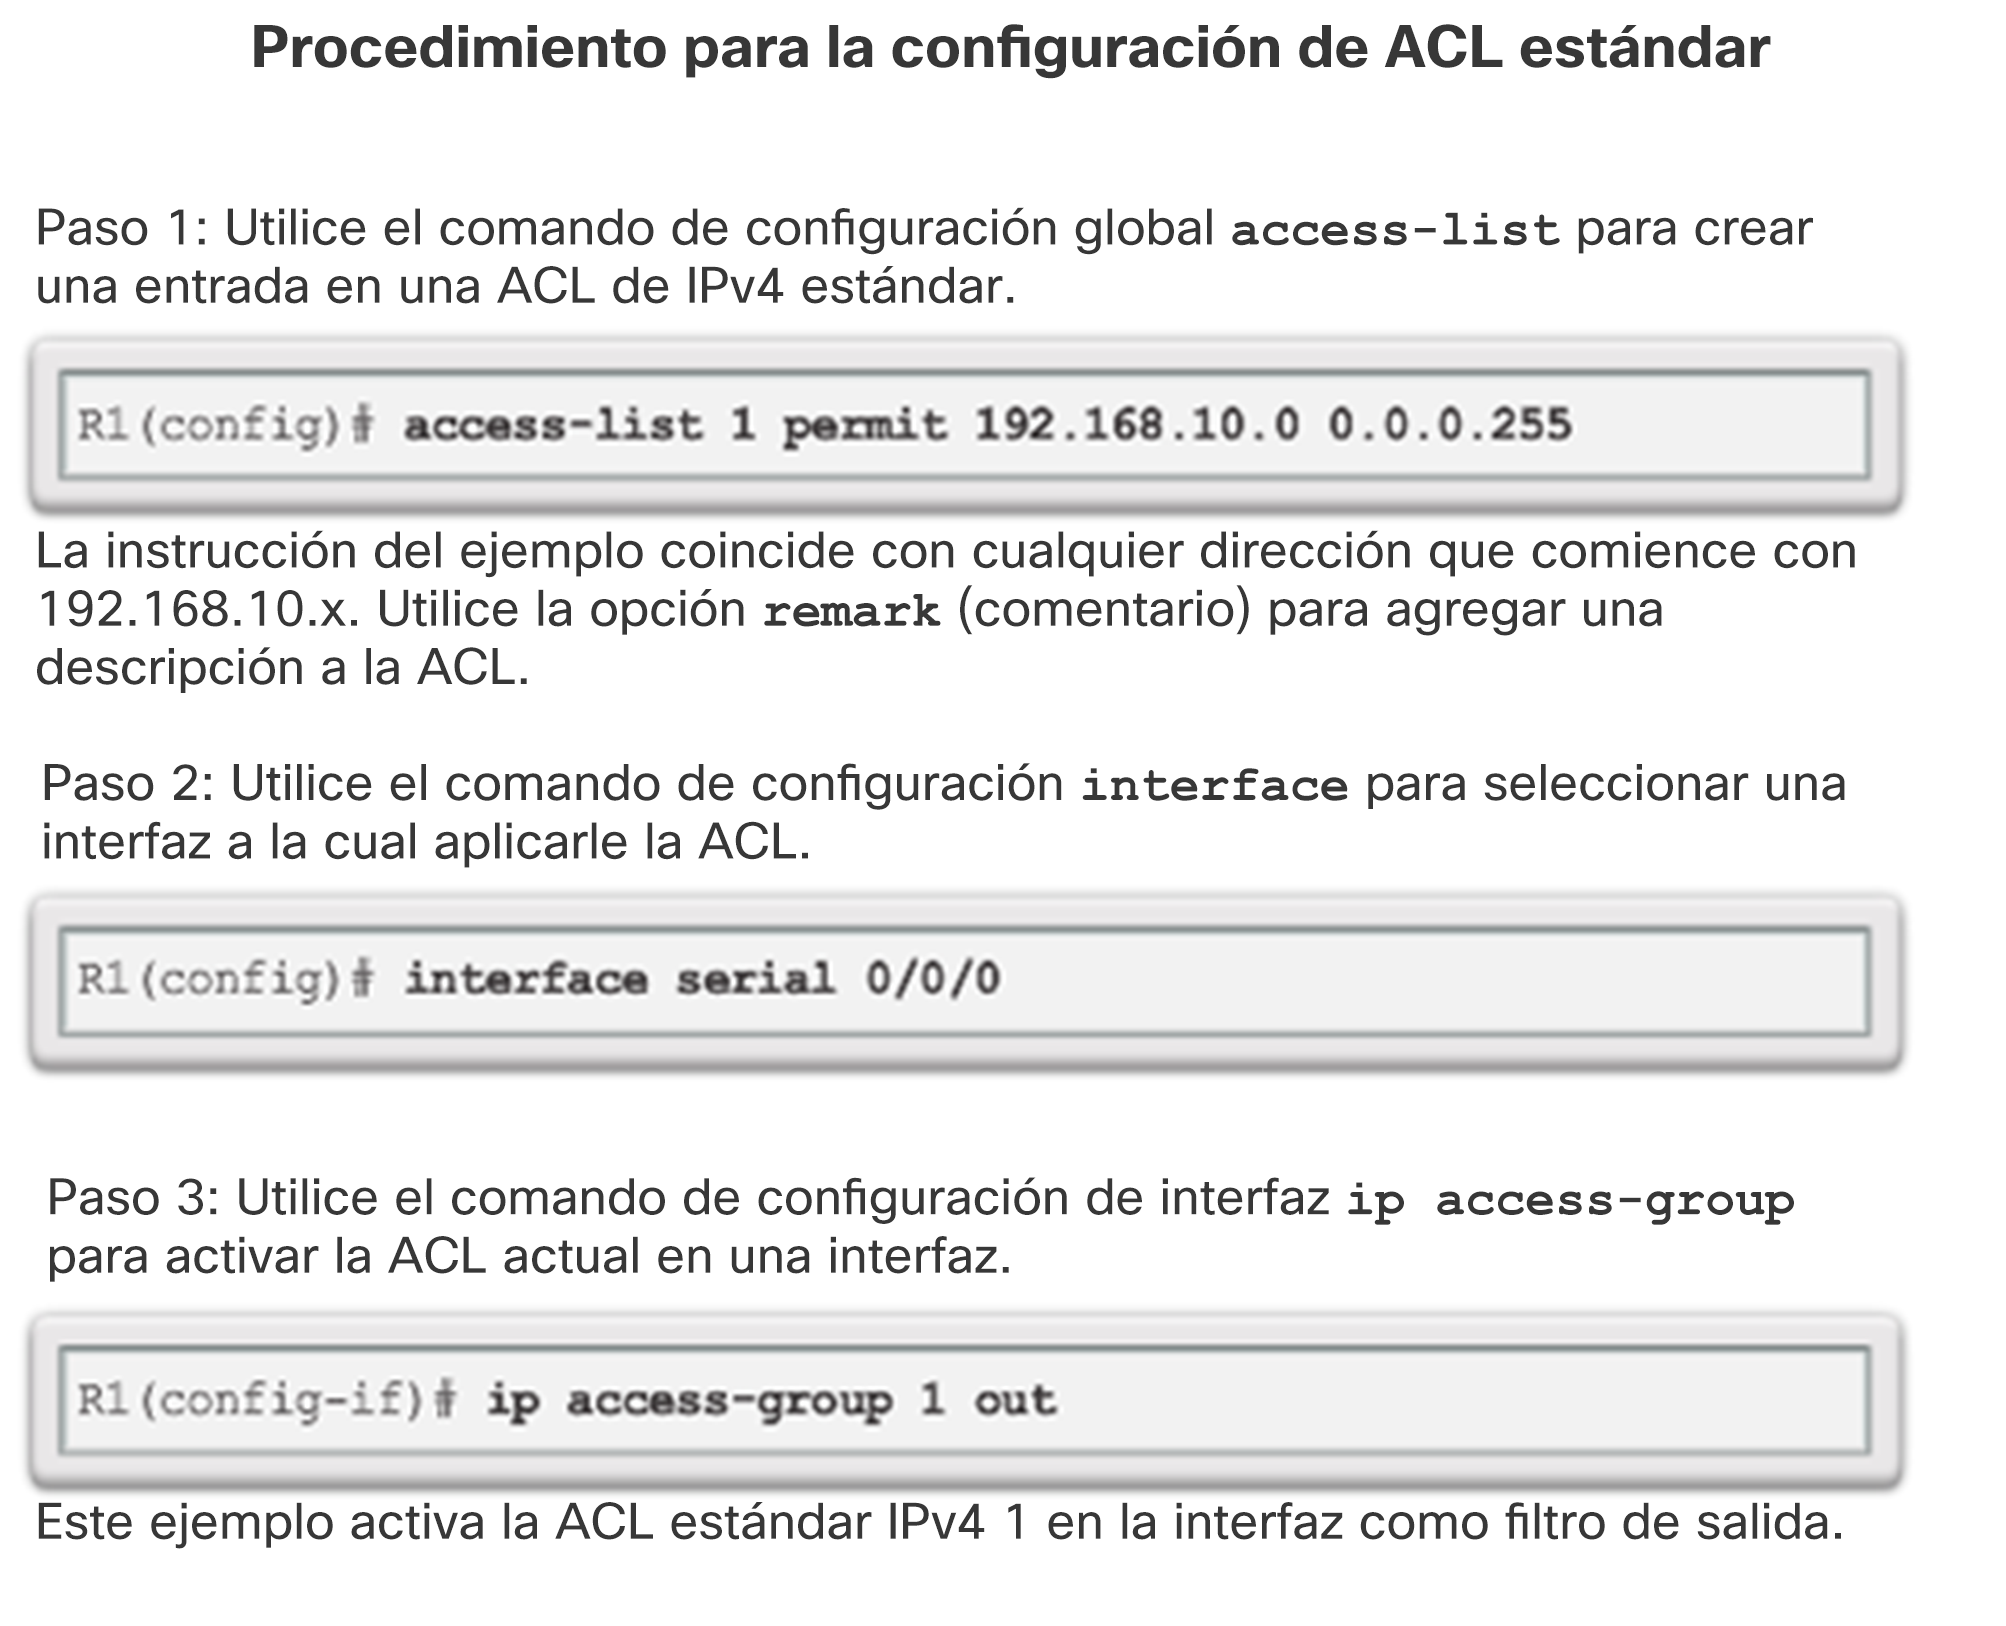 Procedimiento para la configuración de ACL estándar
Paso 1: Utilice el comando de configuración global access-list para crear
una entrada en una ACL de IPv4 estándar.
R1(config)# access-list 1 permit 192.168.10.0 0.0.0.255
La instrucción del ejemplo coincide con cualquier dirección que comience con
192.168.10.x. Utilice la opción remark (comentario) para agregar una
descripción a la ACL.
Paso 2: Utilice el comando de configuración interface para seleccionar una
interfaz a la cual aplicarle la ACL.
R1(config)# interface serial 0/0/0
Paso 3: Utilice el comando de configuración de interfaz ip access-group
para activar la ACL actual en una interfaz.
R1(config-if)# ip access-group 1 out
Este ejemplo activa la ACL estándar IPv4 1 en la interfaz como filtro de salida.